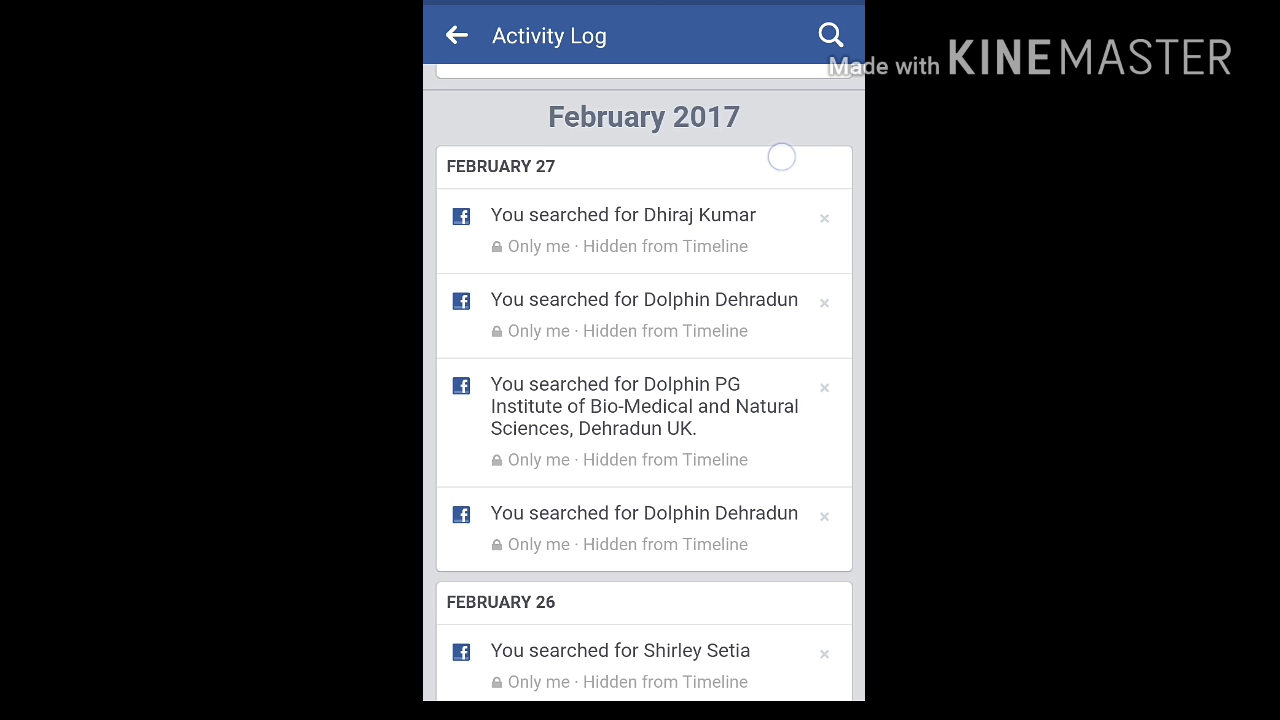 Activity Log
Made with KINEMASTER
February 2017
FEBRUARY 27
You searched for Dhiraj Kumar
Only me · Hidden from Timeline
You searched for Dolphin Dehradun
Only me · Hidden from Timeline
You searched for Dolphin PG
Institute of Bio-Medical and Natural
Sciences, Dehradun UK.
Only me · Hidden from Timeline
You searched for Dolphin Dehradun
Only me · Hidden from Timeline
FEBRUARY 26
You searched for Shirley Setia
Only me · Hidden from Timeline